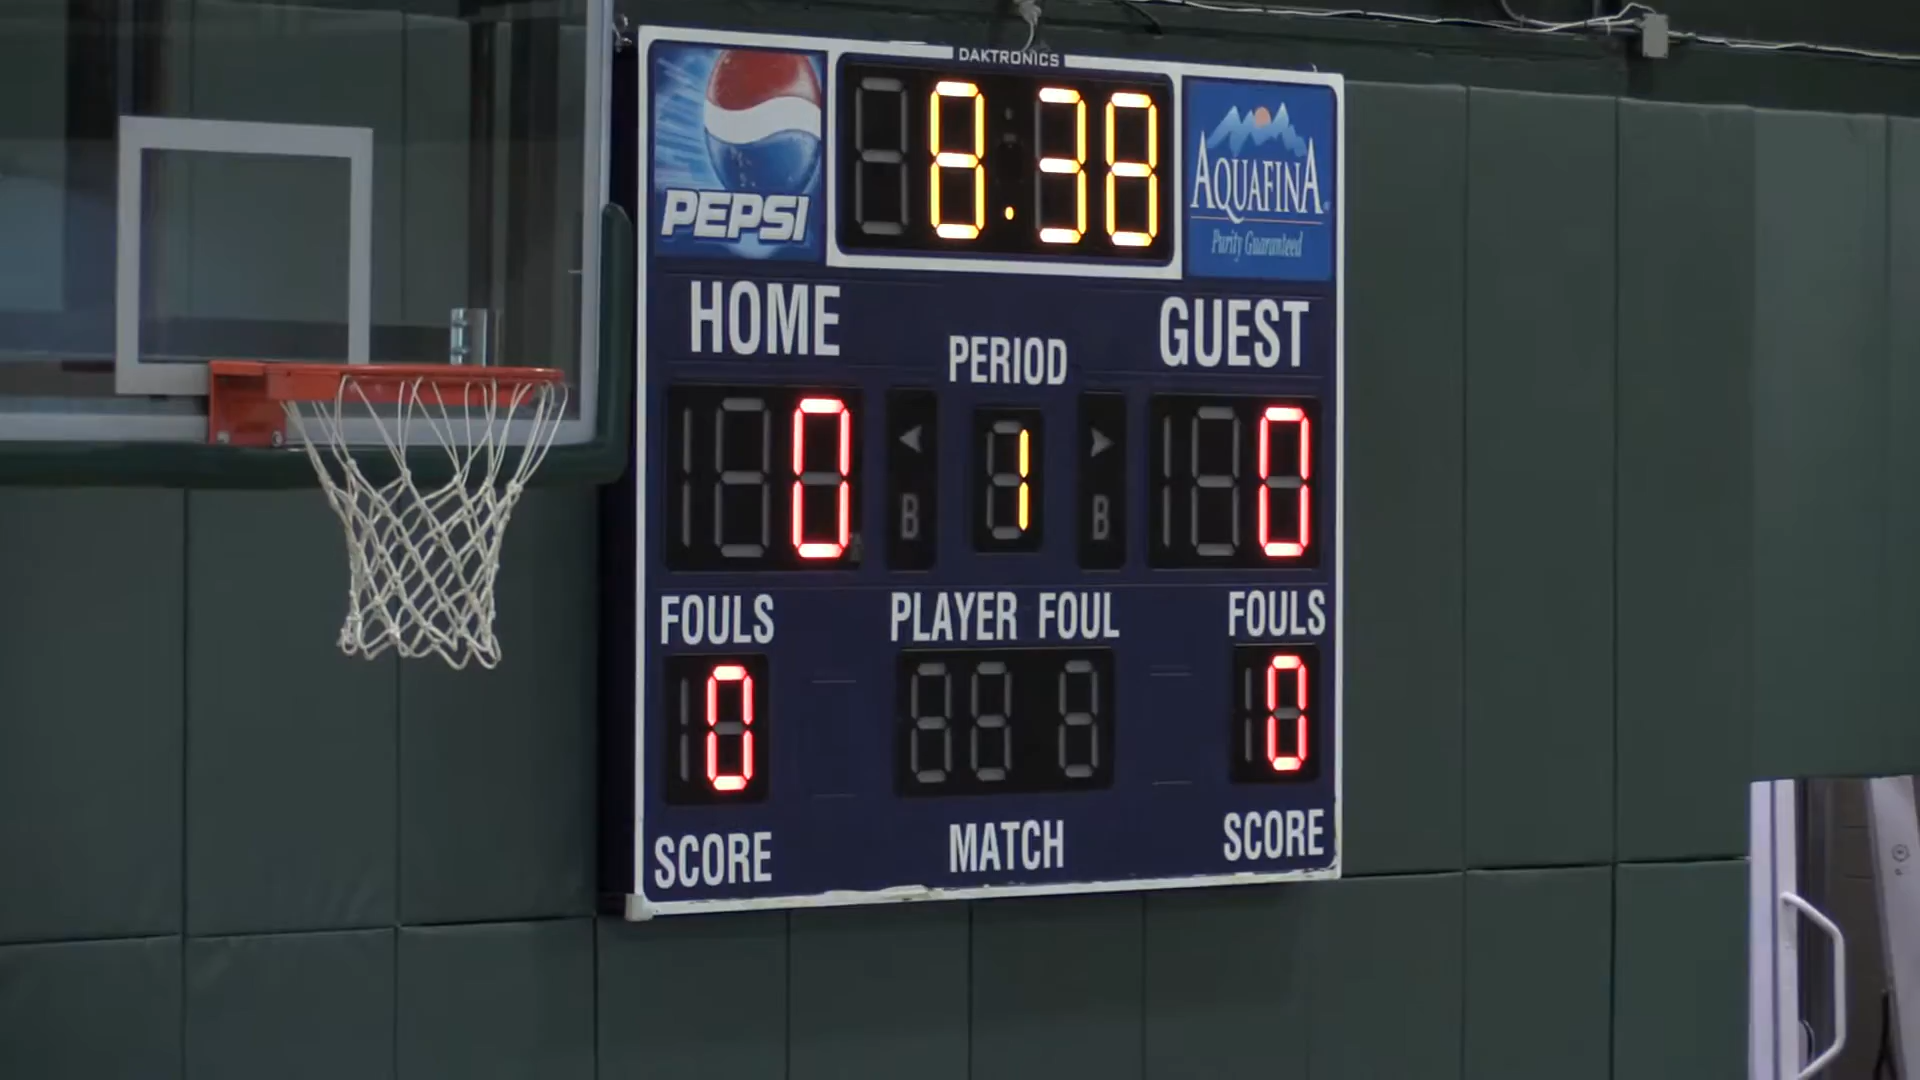 DAKTRONICS
PEPSI
8.38
AQUAFINA
Purity Guaranteed
HOME
PERIOD
GUEST
0
1
0
B
B
FOULS
PLAYER FOUL
FOULS
0
0
SCORE
MATCH
SCORE